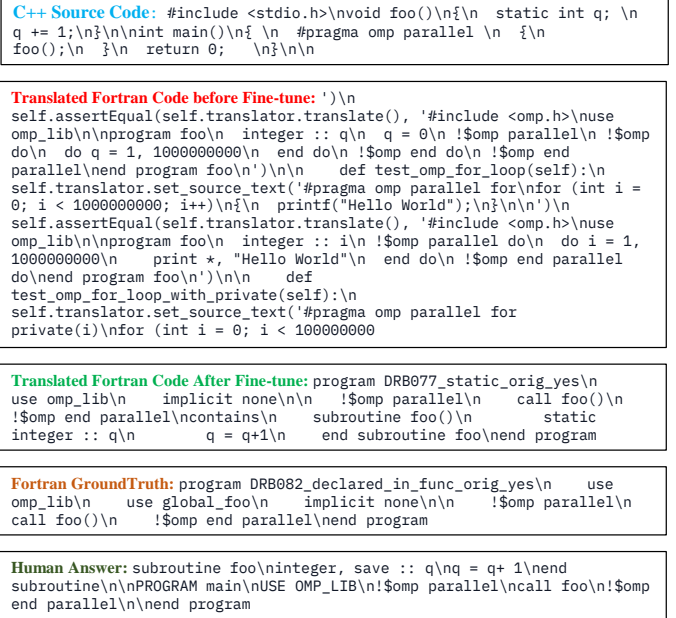 C++ Source Code: #include <stdio.h>\nvoid foo()\n{\n  static int q; \n
q += 1;\n}\n\nint main()\n{ \n  #pragma omp parallel \n  {\n
foo();\n  }\n  return 0;   \n}\n\n
Translated Fortran Code before Fine-tune: ')\n
self.assertEqual(self.translator.translate(), '#include <omp.h>\nuse
omp_lib\n\nprogram foo\n  integer :: q\n  q = 0\n !$omp parallel\n !$omp
do\n  do q = 1, 1000000000\n  end do\n !$omp end do\n !$omp end
parallel\nend program foo\n')\n\n    def test_omp_for_loop(self):\n
self.translator.set_source_text('#pragma omp parallel for\nfor (int i =
0; i < 1000000000; i++)\n{\n  printf("Hello World");\n}\n\n')\n
self.assertEqual(self.translator.translate(), '#include <omp.h>\nuse
omp_lib\n\nprogram foo\n  integer :: i\n !$omp parallel do\n  do i = 1,
1000000000\n    print *, "Hello World"\n  end do\n !$omp end parallel
do\nend program foo\n')\n\n    def
test_omp_for_loop_with_private(self):\n
self.translator.set_source_text('#pragma omp parallel for
private(i)\nfor (int i = 0; i < 100000000
Translated Fortran Code After Fine-tune: program DRB077_static_orig_yes\n
use omp_lib\n    implicit none\n\n   !$omp parallel\n    call foo()\n
!$omp end parallel\ncontains\n    subroutine foo()\n        static
integer :: q\n        q = q+1\n    end subroutine foo\nend program
Fortran GroundTruth: program DRB082_declared_in_func_orig_yes\n    use
omp_lib\n    use global_foo\n    implicit none\n\n    !$omp parallel\n
call foo()\n    !$omp end parallel\nend program
Human Answer: subroutine foo\ninteger, save :: q\nq = q+ 1\nend
subroutine\n\nPROGRAM main\nUSE OMP_LIB\n!$omp parallel\ncall foo\n!$omp
end parallel\n\nend program